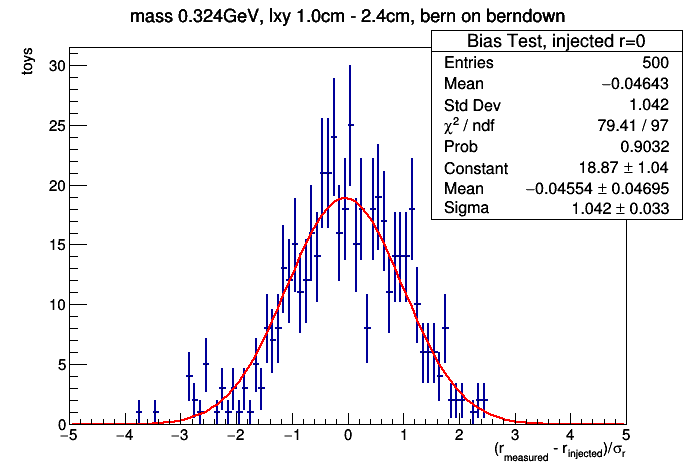 mass 0.324GeV, lxy 1.0cm - 2.4cm, bern on berndown
Bias Test, injected r=0
Entries 500
Mean −0.04643
Std Dev 1.042
χ² / ndf 79.41 / 97
Prob 0.9032
Constant 18.87 ± 1.04
Mean −0.04554 ± 0.04695
Sigma 1.042 ± 0.033
toys
30
25
20
15
10
5
0
−5 −4 −3 −2 −1 0 1 2 3 4 5
(r_measured - r_injected)/σ_r